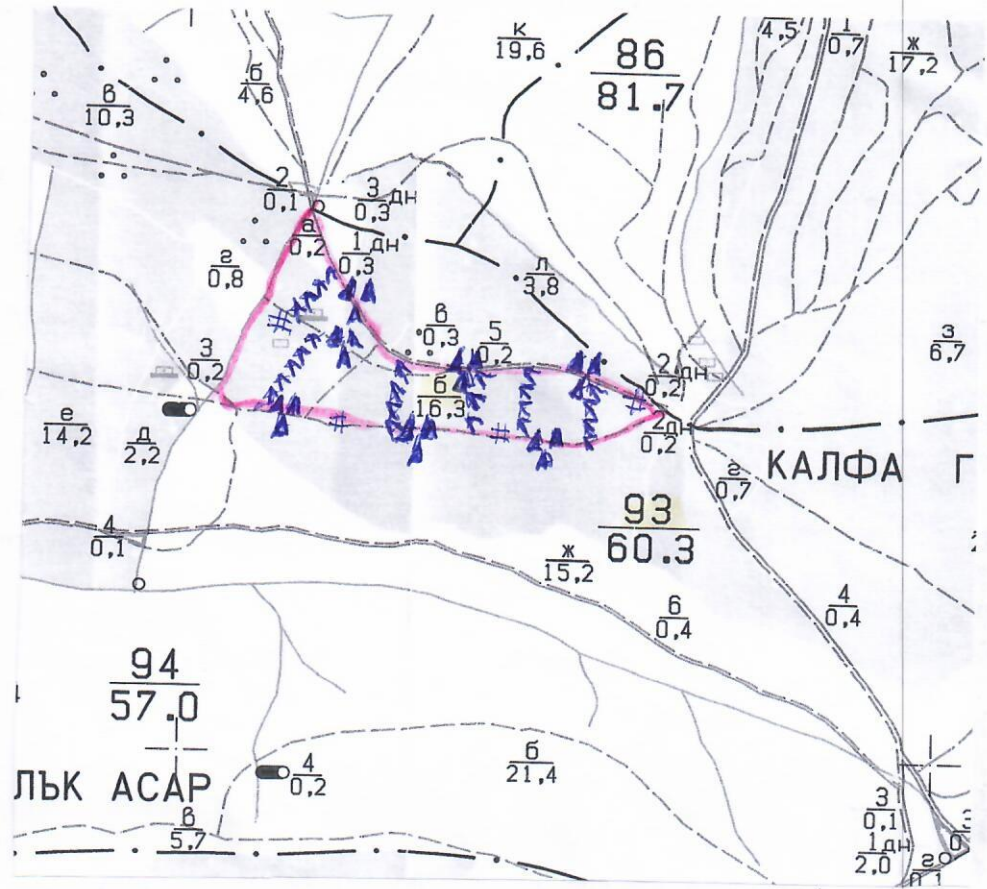 к
19,6
86
81.7
4,5
1
0,7
ж
17,2
б
4,6
в
10,3
2
0,1
3 дн
0,3
а
0,2
1 дн
0,3
г
0,8
л
3,8
в
0,3
5
0,2
з
6,7
3
0,2
2 дн
0,2
б
16,3
е
14,2
д
2,2
2 дн
0,2
КАЛФА Г
г
0,7
93
60.3
4
0,1
ж
15,2
6
0,4
4
0,4
94
57.0
ЛЪК АСАР
4
0,2
б
21,4
в
5,7
3
0,1
1 дн
2,0
г
0,1